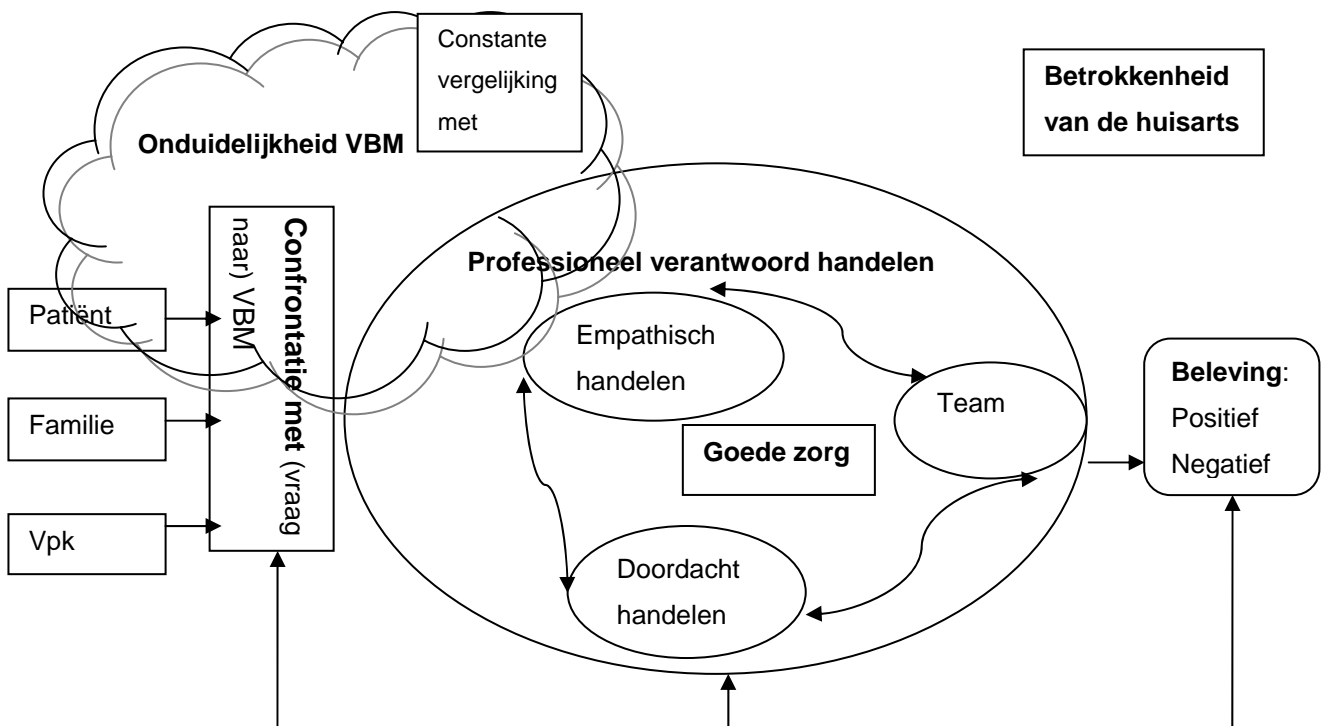 Constante
vergelijking
met
Betrokkenheid
van de huisarts
Onduidelijkheid VBM
Confrontatie met (vraag
naar) VBM
Professioneel verantwoord handelen
Patiënt
Familie
Vpk
Empathisch
handelen
Team
Goede zorg
Doordacht
handelen
Beleving:
Positief
Negatief